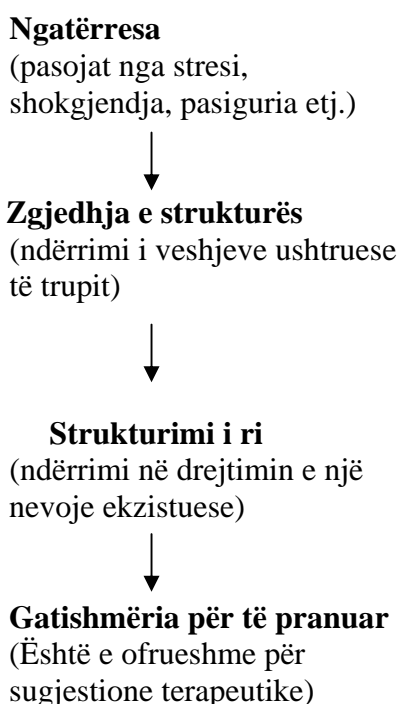 Ngatërresa
(pasojat nga stresi,
shokgjendja, pasiguria etj.)
Zgjedhja e strukturës
(ndërrimi i veshjeve ushtruese
të trupit)
Strukturimi i ri
(ndërrimi në drejtimin e një
nevoje ekzistuese)
Gatishmëria për të pranuar
(Është e ofrueshme për
sugjestione terapeutike)